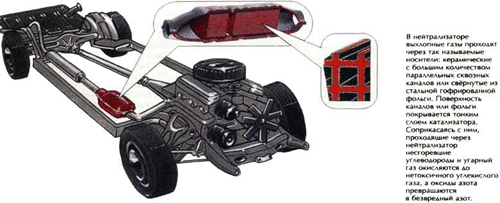 В нейтрализаторе
выхлопные газы проходят
через так называемые
носители: керамические
с большим количеством
параллельных сквозных
каналов или свёрнутые из
стальной гофрированной
фольги. Поверхность
каналов или фольги
покрывается тонким
слоем катализатора.
Соприкасаясь с ним,
проходящие через
нейтрализатор
несгоревшие
углеводороды и угарный
газ окисляются до
нетоксичного углекислого
газа, а оксиды азота
превращаются
в безвредный азот.